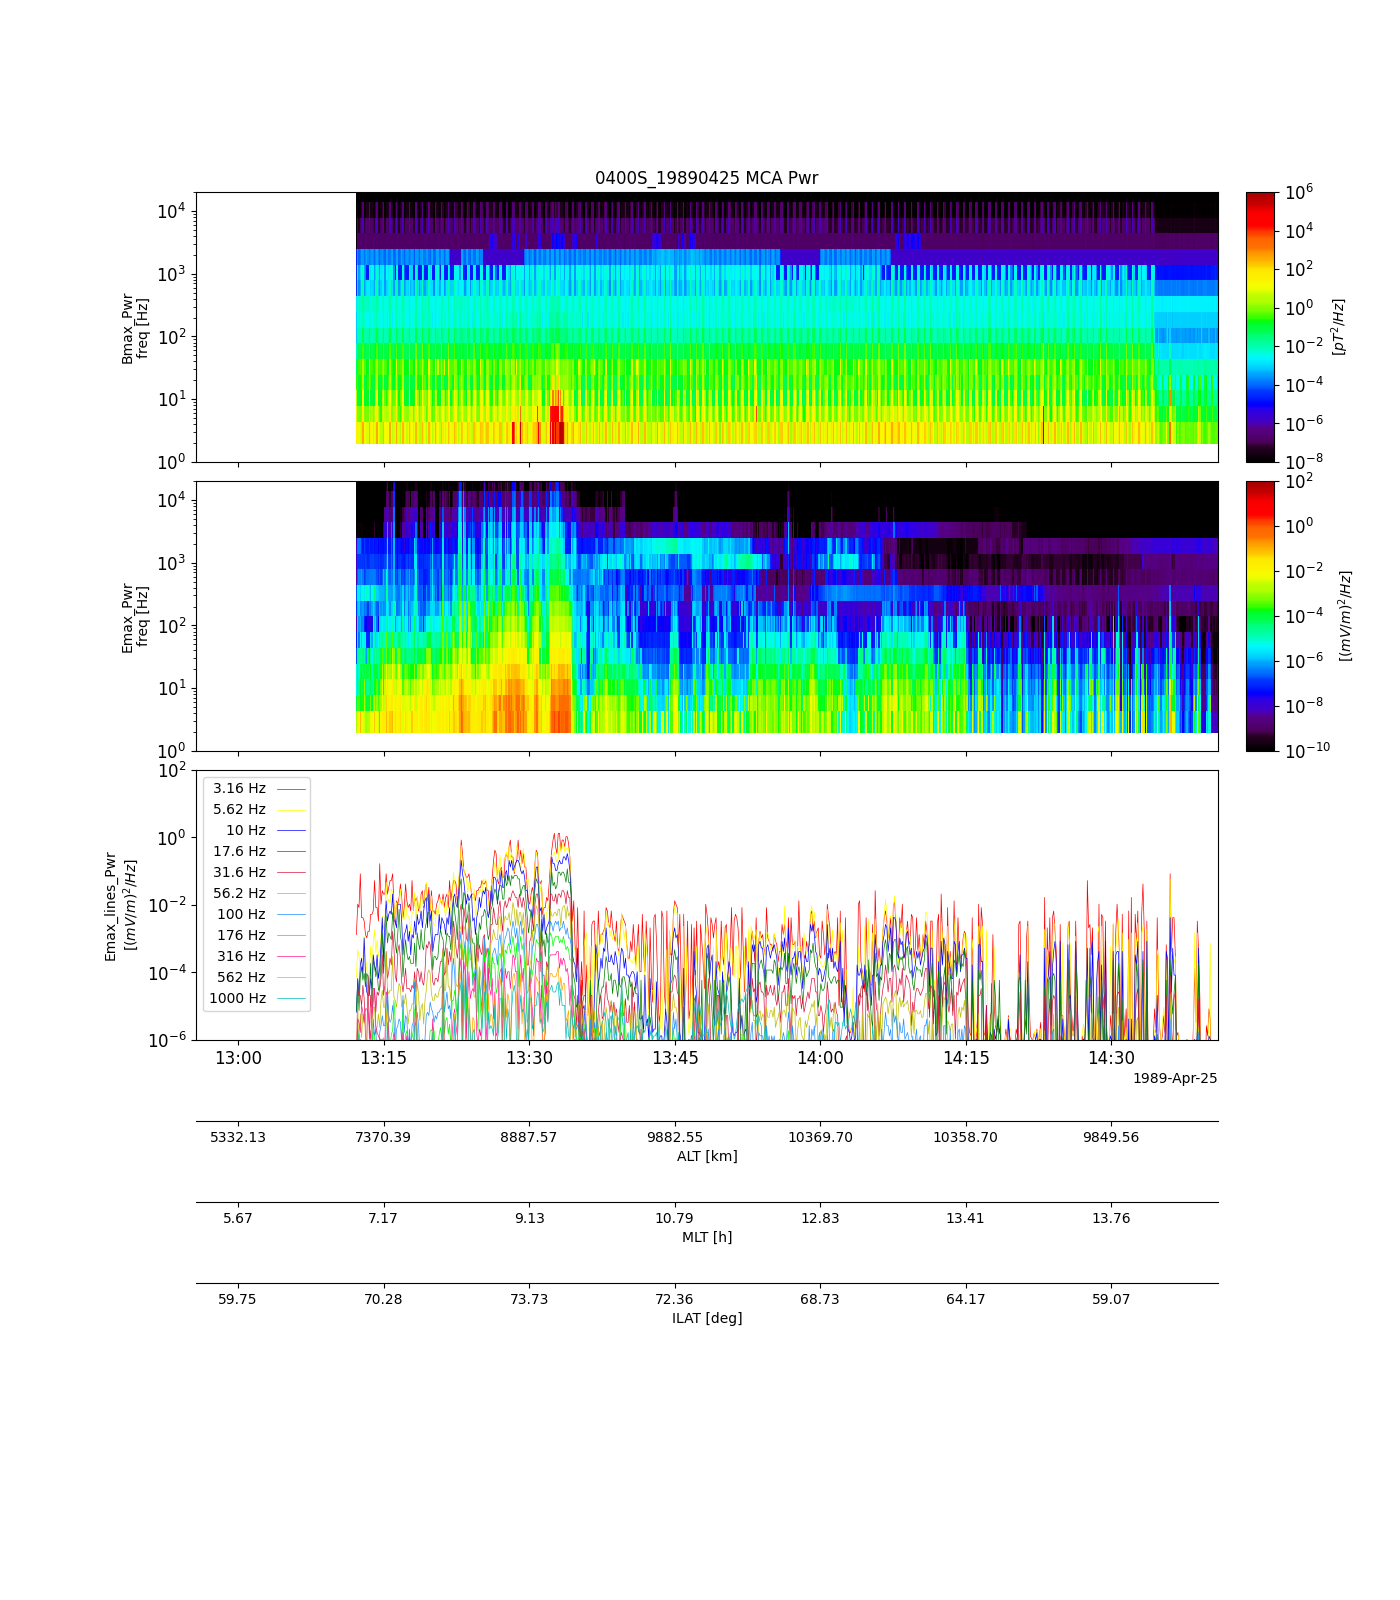 0400S_19890425 MCA Pwr
10^4
10^3
10^2
10^1
10^0
Bmax_Pwr
freq [Hz]
10^6
10^4
10^2
10^0
10^-2
10^-4
10^-6
10^-8
[pT^2/Hz]
10^4
10^3
10^2
10^1
10^0
Emax_Pwr
freq [Hz]
10^2
10^0
10^-2
10^-4
10^-6
10^-8
10^-10
[(mV/m)^2/Hz]
10^2
10^0
10^-2
10^-4
10^-6
Emax_lines_Pwr
[(mV/m)^2/Hz]
3.16 Hz
5.62 Hz
10 Hz
17.6 Hz
31.6 Hz
56.2 Hz
100 Hz
176 Hz
316 Hz
562 Hz
1000 Hz
13:00 13:15 13:30 13:45 14:00 14:15 14:30
1989-Apr-25
5332.13 7370.39 8887.57 9882.55 10369.70 10358.70 9849.56
ALT [km]
5.67 7.17 9.13 10.79 12.83 13.41 13.76
MLT [h]
59.75 70.28 73.73 72.36 68.73 64.17 59.07
ILAT [deg]